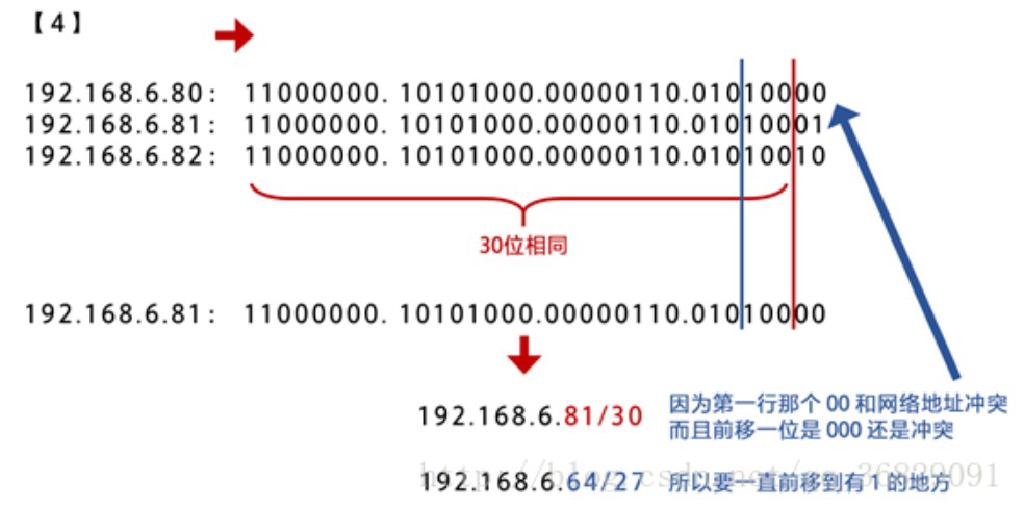 【4】
192.168.6.80: 11000000. 10101000.00000110.01010000
192.168.6.81: 11000000. 10101000.00000110.01010001
192.168.6.82: 11000000. 10101000.00000110.01010010
30位相同
192.168.6.81: 11000000. 10101000.00000110.01010000
192.168.6.81/30
因为第一行那个 00 和网络地址冲突
而且前移一位是 000 还是冲突
192.168.6.64/27 所以要一直前移到有 1 的地方
http://blog.csdn.net/qq_36829091